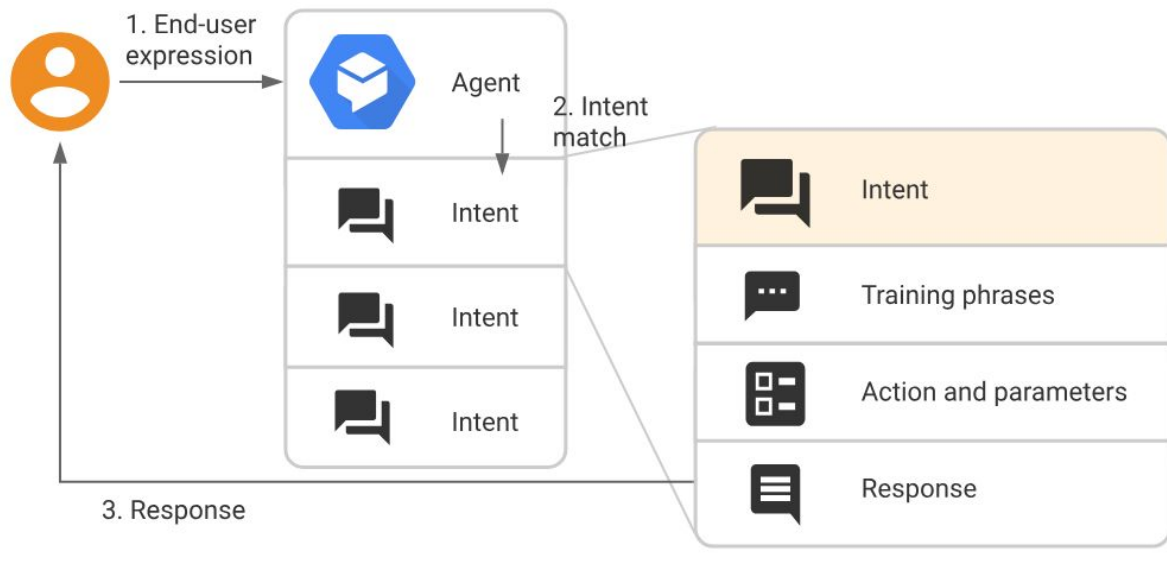 1. End-user
expression
Agent
2. Intent
match
Intent
Intent
Intent
Intent
Training phrases
Action and parameters
Response
3. Response